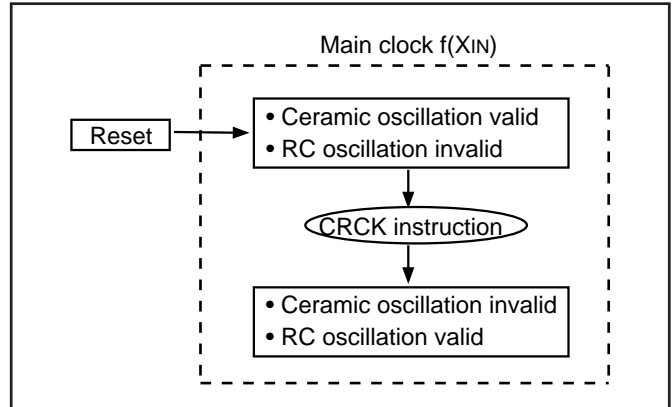 Main clock f(XIN)
Reset
• Ceramic oscillation valid
• RC oscillation invalid
CRCK instruction
• Ceramic oscillation invalid
• RC oscillation valid